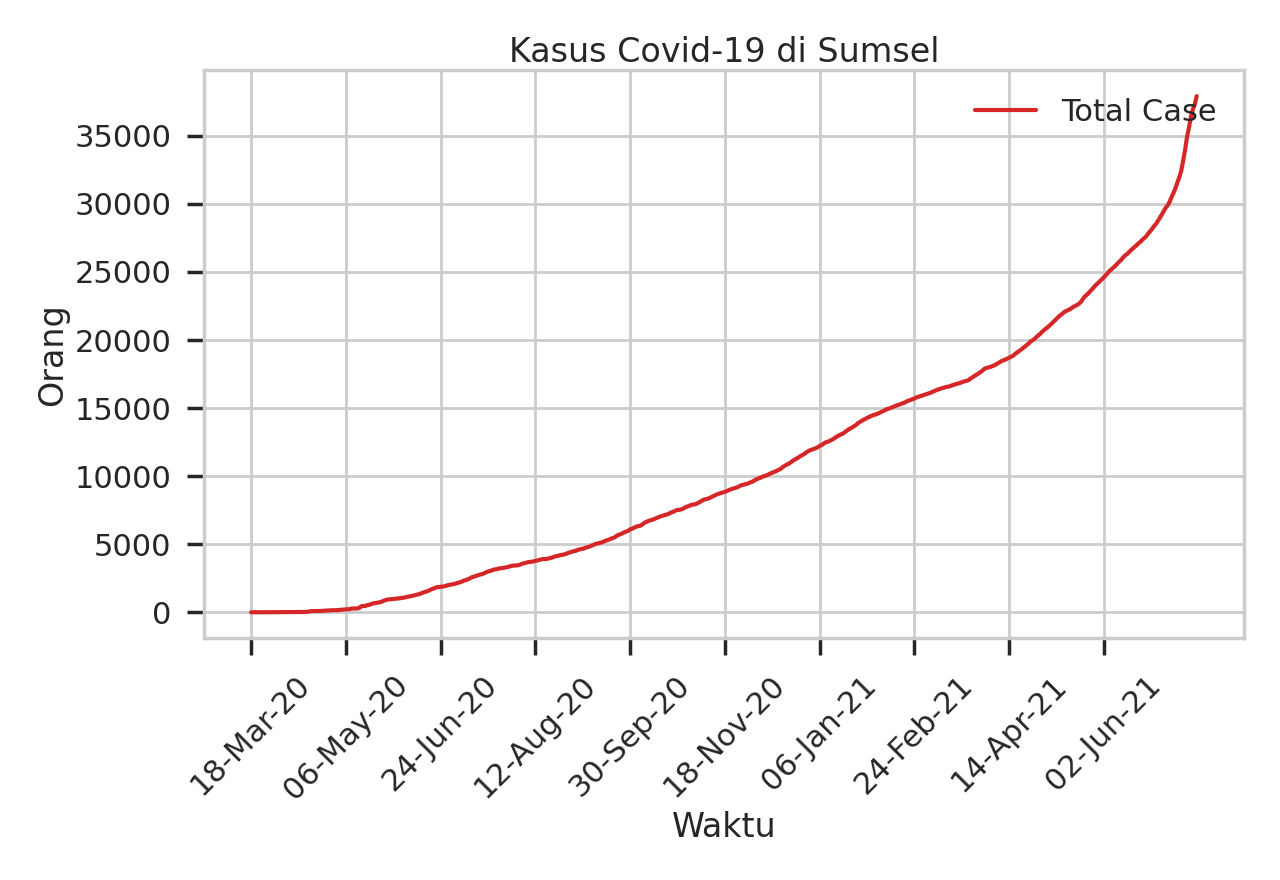 Kasus Covid-19 di Sumsel
Total Case
35000
30000
25000
20000
15000
10000
5000
0
Orang
18-Mar-20
06-May-20
24-Jun-20
12-Aug-20
30-Sep-20
18-Nov-20
06-Jan-21
24-Feb-21
14-Apr-21
02-Jun-21
Waktu